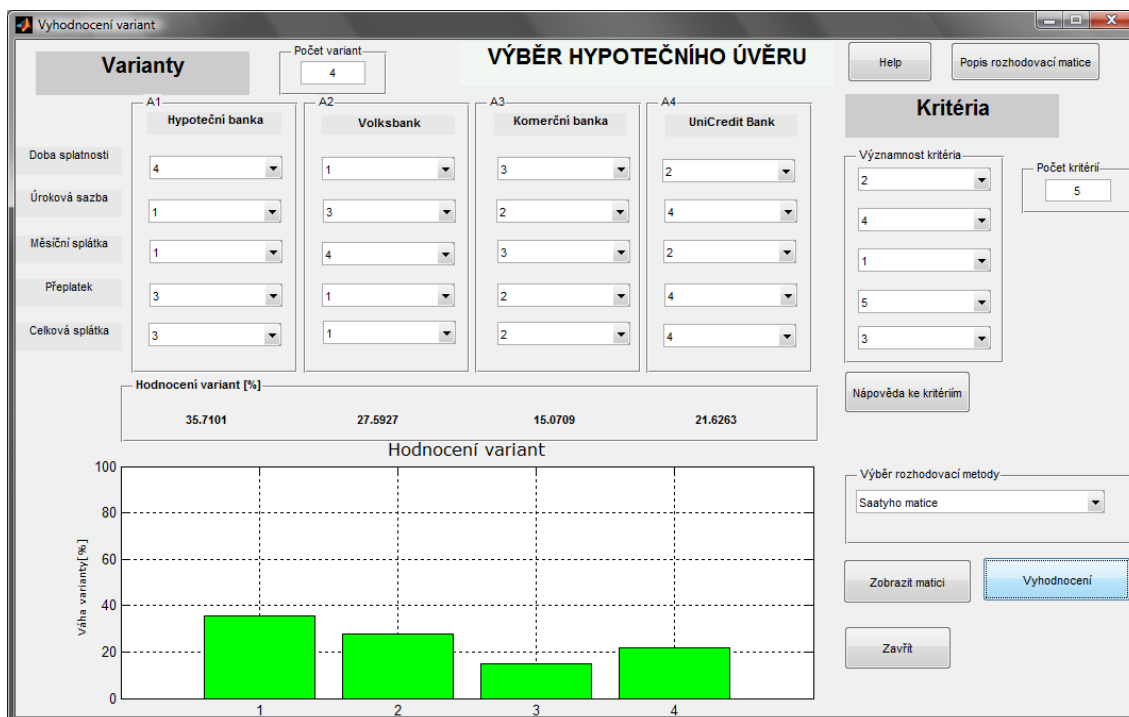 Vyhodnocení variant
Varianty
Počet variant
4
VÝBĚR HYPOTEČNÍHO ÚVĚRU
Help
Popis rozhodovací matice
Kritéria
A1
A2
A3
A4
Hypoteční banka
Volksbank
Komerční banka
UniCredit Bank
Významnost kritéria
Počet kritérií
5
Doba splatnosti
4
1
3
2
2
Úroková sazba
1
3
2
4
4
Měsíční splátka
1
4
3
2
1
Přeplatek
3
1
2
4
5
Celková splátka
3
1
2
4
3
Hodnocení variant [%]
35.7101
27.5927
15.0709
21.6263
Nápověda ke kritériím
Hodnocení variant
Váha varianty[%]
100
80
60
40
20
0
1
2
3
4
Výběr rozhodovací metody
Saatyho matice
Zobrazit matici
Vyhodnocení
Zavřít